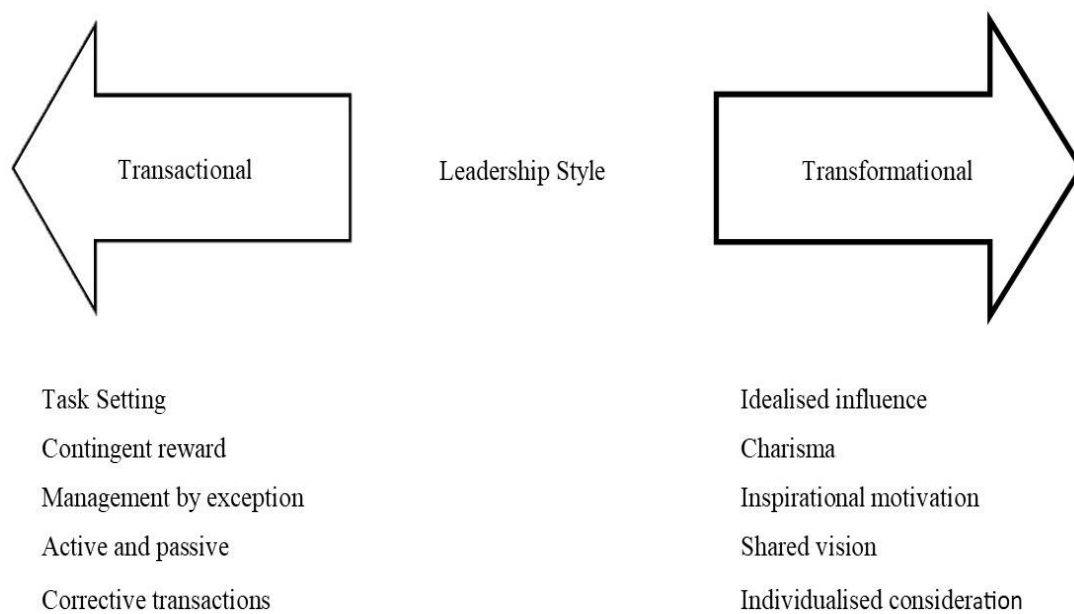 Transactional
Leadership Style
Transformational
Task Setting
Contingent reward
Management by exception
Active and passive
Corrective transactions
Idealised influence
Charisma
Inspirational motivation
Shared vision
Individualised consideration